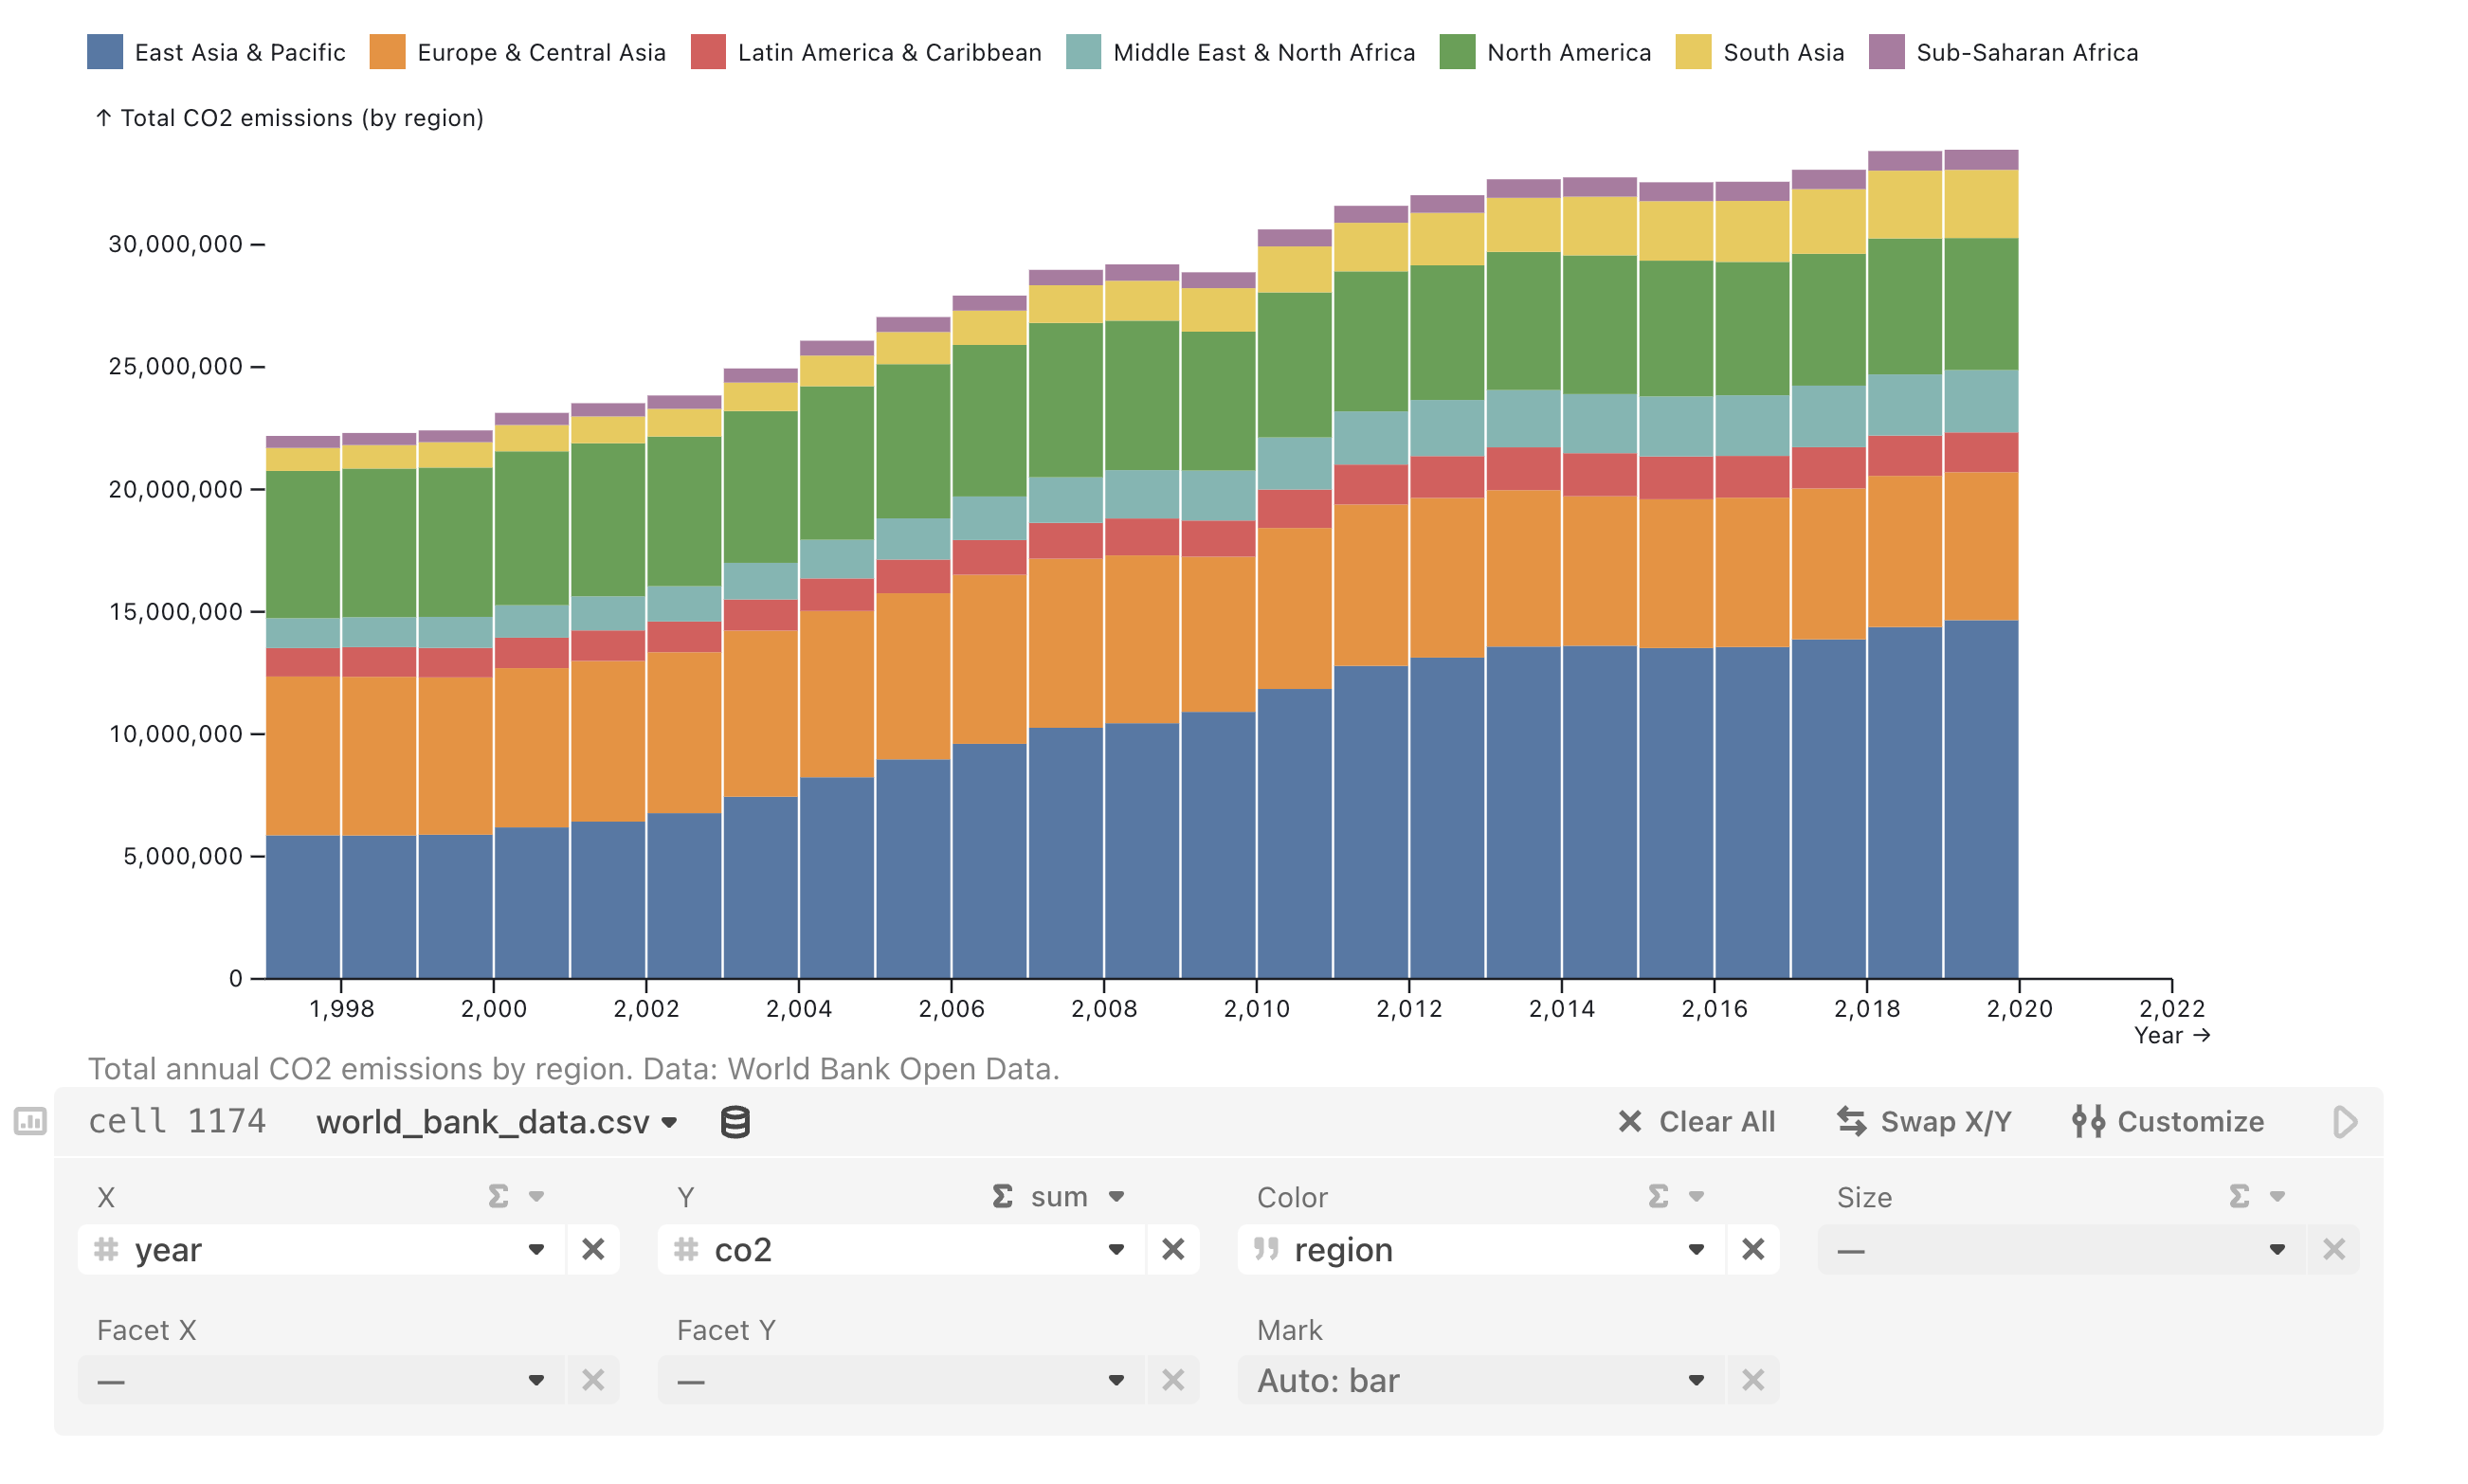 East Asia & Pacific Europe & Central Asia Latin America & Caribbean Middle East & North Africa North America South Asia Sub-Saharan Africa
↑ Total CO2 emissions (by region)
30,000,000
25,000,000
20,000,000
15,000,000
10,000,000
5,000,000
0
1,998 2,000 2,002 2,004 2,006 2,008 2,010 2,012 2,014 2,016 2,018 2,020 2,022
Year →
Total annual CO2 emissions by region. Data: World Bank Open Data.
cell 1174 world_bank_data.csv Clear All Swap X/Y Customize
X Σ Y Σ sum Color Σ Size Σ
# year # co2 region —
Facet X Facet Y Mark
— — Auto: bar